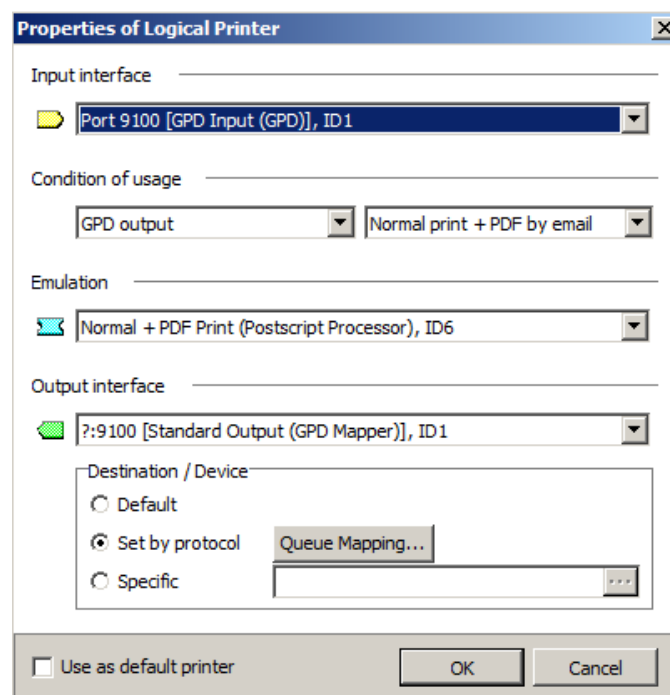 Properties of Logical Printer
Input interface
Port 9100 [GPD Input (GPD)], ID1
Condition of usage
GPD output
Normal print + PDF by email
Emulation
Normal + PDF Print (Postscript Processor), ID6
Output interface
?:9100 [Standard Output (GPD Mapper)], ID1
Destination / Device
Default
Set by protocol
Queue Mapping...
Specific
...
Use as default printer
OK
Cancel